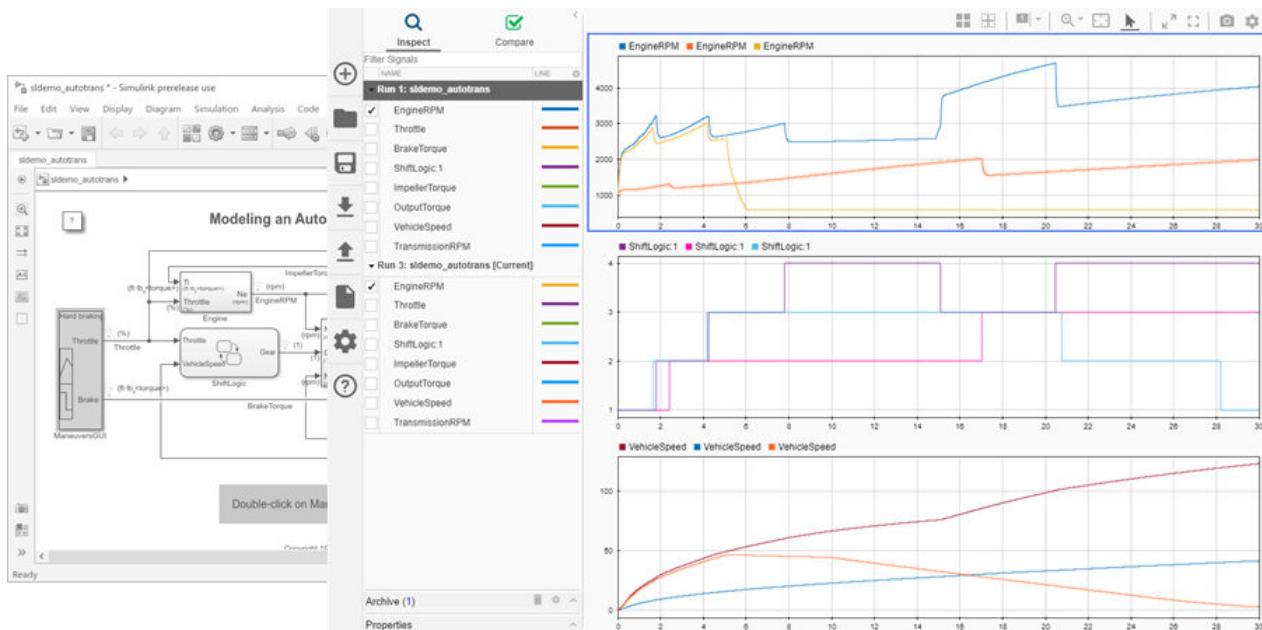 sldemo_autotrans * - Simulink prerelease use
File Edit View Display Diagram Simulation Analysis Code
sldemo_autotrans
sldemo_autotrans
?
Modeling an Auto
ImpellerTorq
Ti
Throttle
Ne
(rpm)
Engine
(rpm)
EngineRPM
(%)
Hard braking
Throttle
Brake
ManeuversGUI
(%)
Throttle
Throttle
VehicleSpeed
Gear
ShiftLogic
(1)
(1)
(rpm)
(rpm)
BrakeTorque
Double-click on Ma
Ready
Inspect
Compare
Filter Signals
NAME LINE
Run 1: sldemo_autotrans
EngineRPM
Throttle
BrakeTorque
ShiftLogic:1
ImpellerTorque
OutputTorque
VehicleSpeed
TransmissionRPM
Run 3: sldemo_autotrans [Current]
EngineRPM
Throttle
BrakeTorque
ShiftLogic:1
ImpellerTorque
OutputTorque
VehicleSpeed
TransmissionRPM
Archive (1)
Properties
EngineRPM EngineRPM EngineRPM
4000
3000
2000
1000
0 2 4 6 8 10 12 14 16 18 20 22 24 26 28 30
ShiftLogic:1 ShiftLogic:1 ShiftLogic:1
4
3
2
1
0 2 4 6 8 10 12 14 16 18 20 22 24 26 28 30
VehicleSpeed VehicleSpeed VehicleSpeed
100
50
0
0 2 4 6 8 10 12 14 16 18 20 22 24 26 28 30